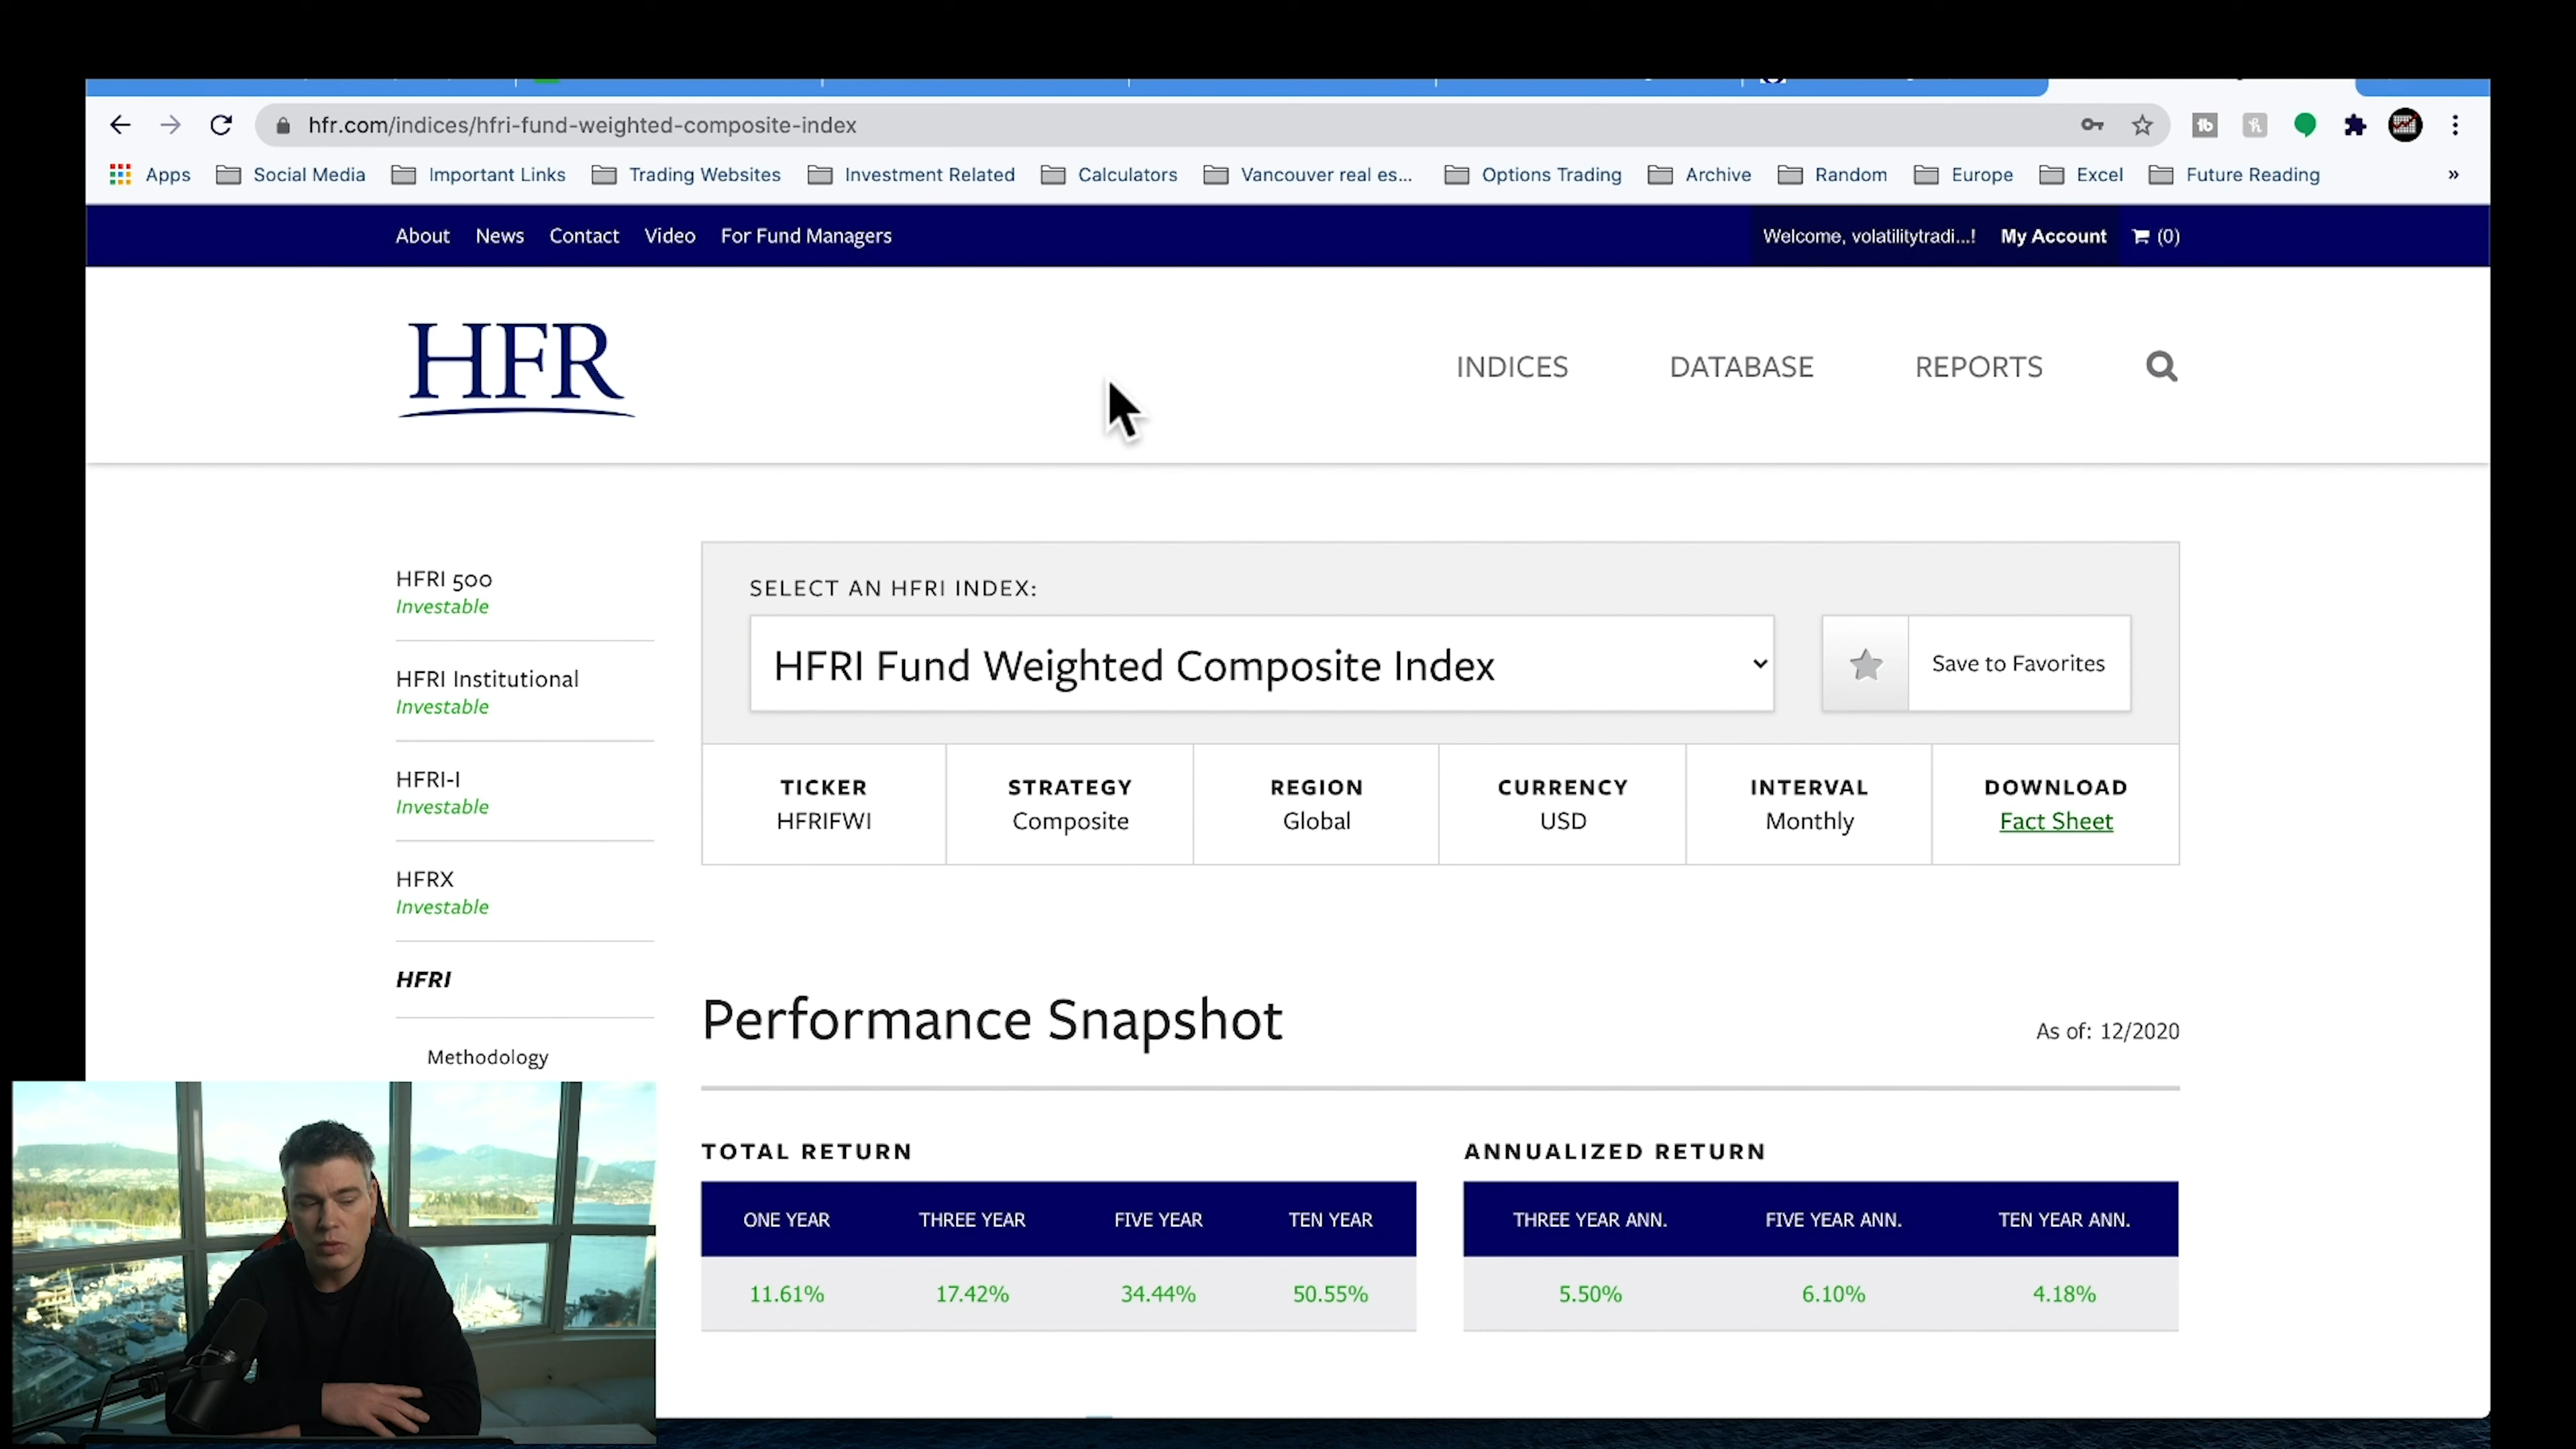 hfr.com/indices/hfri-fund-weighted-composite-index
Apps Social Media Important Links Trading Websites Investment Related Calculators Vancouver real es... Options Trading Archive Random Europe Excel Future Reading »
About News Contact Video For Fund Managers Welcome, volatilitytradi...! My Account (0)
HFR INDICES DATABASE REPORTS
SELECT AN HFRI INDEX:
HFRI Fund Weighted Composite Index
Save to Favorites
TICKER STRATEGY REGION CURRENCY INTERVAL DOWNLOAD
HFRIFWI Composite Global USD Monthly Fact Sheet
HFRI 500
Investable
HFRI Institutional
Investable
HFRI-I
Investable
HFRX
Investable
HFRI
Methodology
Performance Snapshot
As of: 12/2020
TOTAL RETURN
ONE YEAR THREE YEAR FIVE YEAR TEN YEAR
11.61% 17.42% 34.44% 50.55%
ANNUALIZED RETURN
THREE YEAR ANN. FIVE YEAR ANN. TEN YEAR ANN.
5.50% 6.10% 4.18%